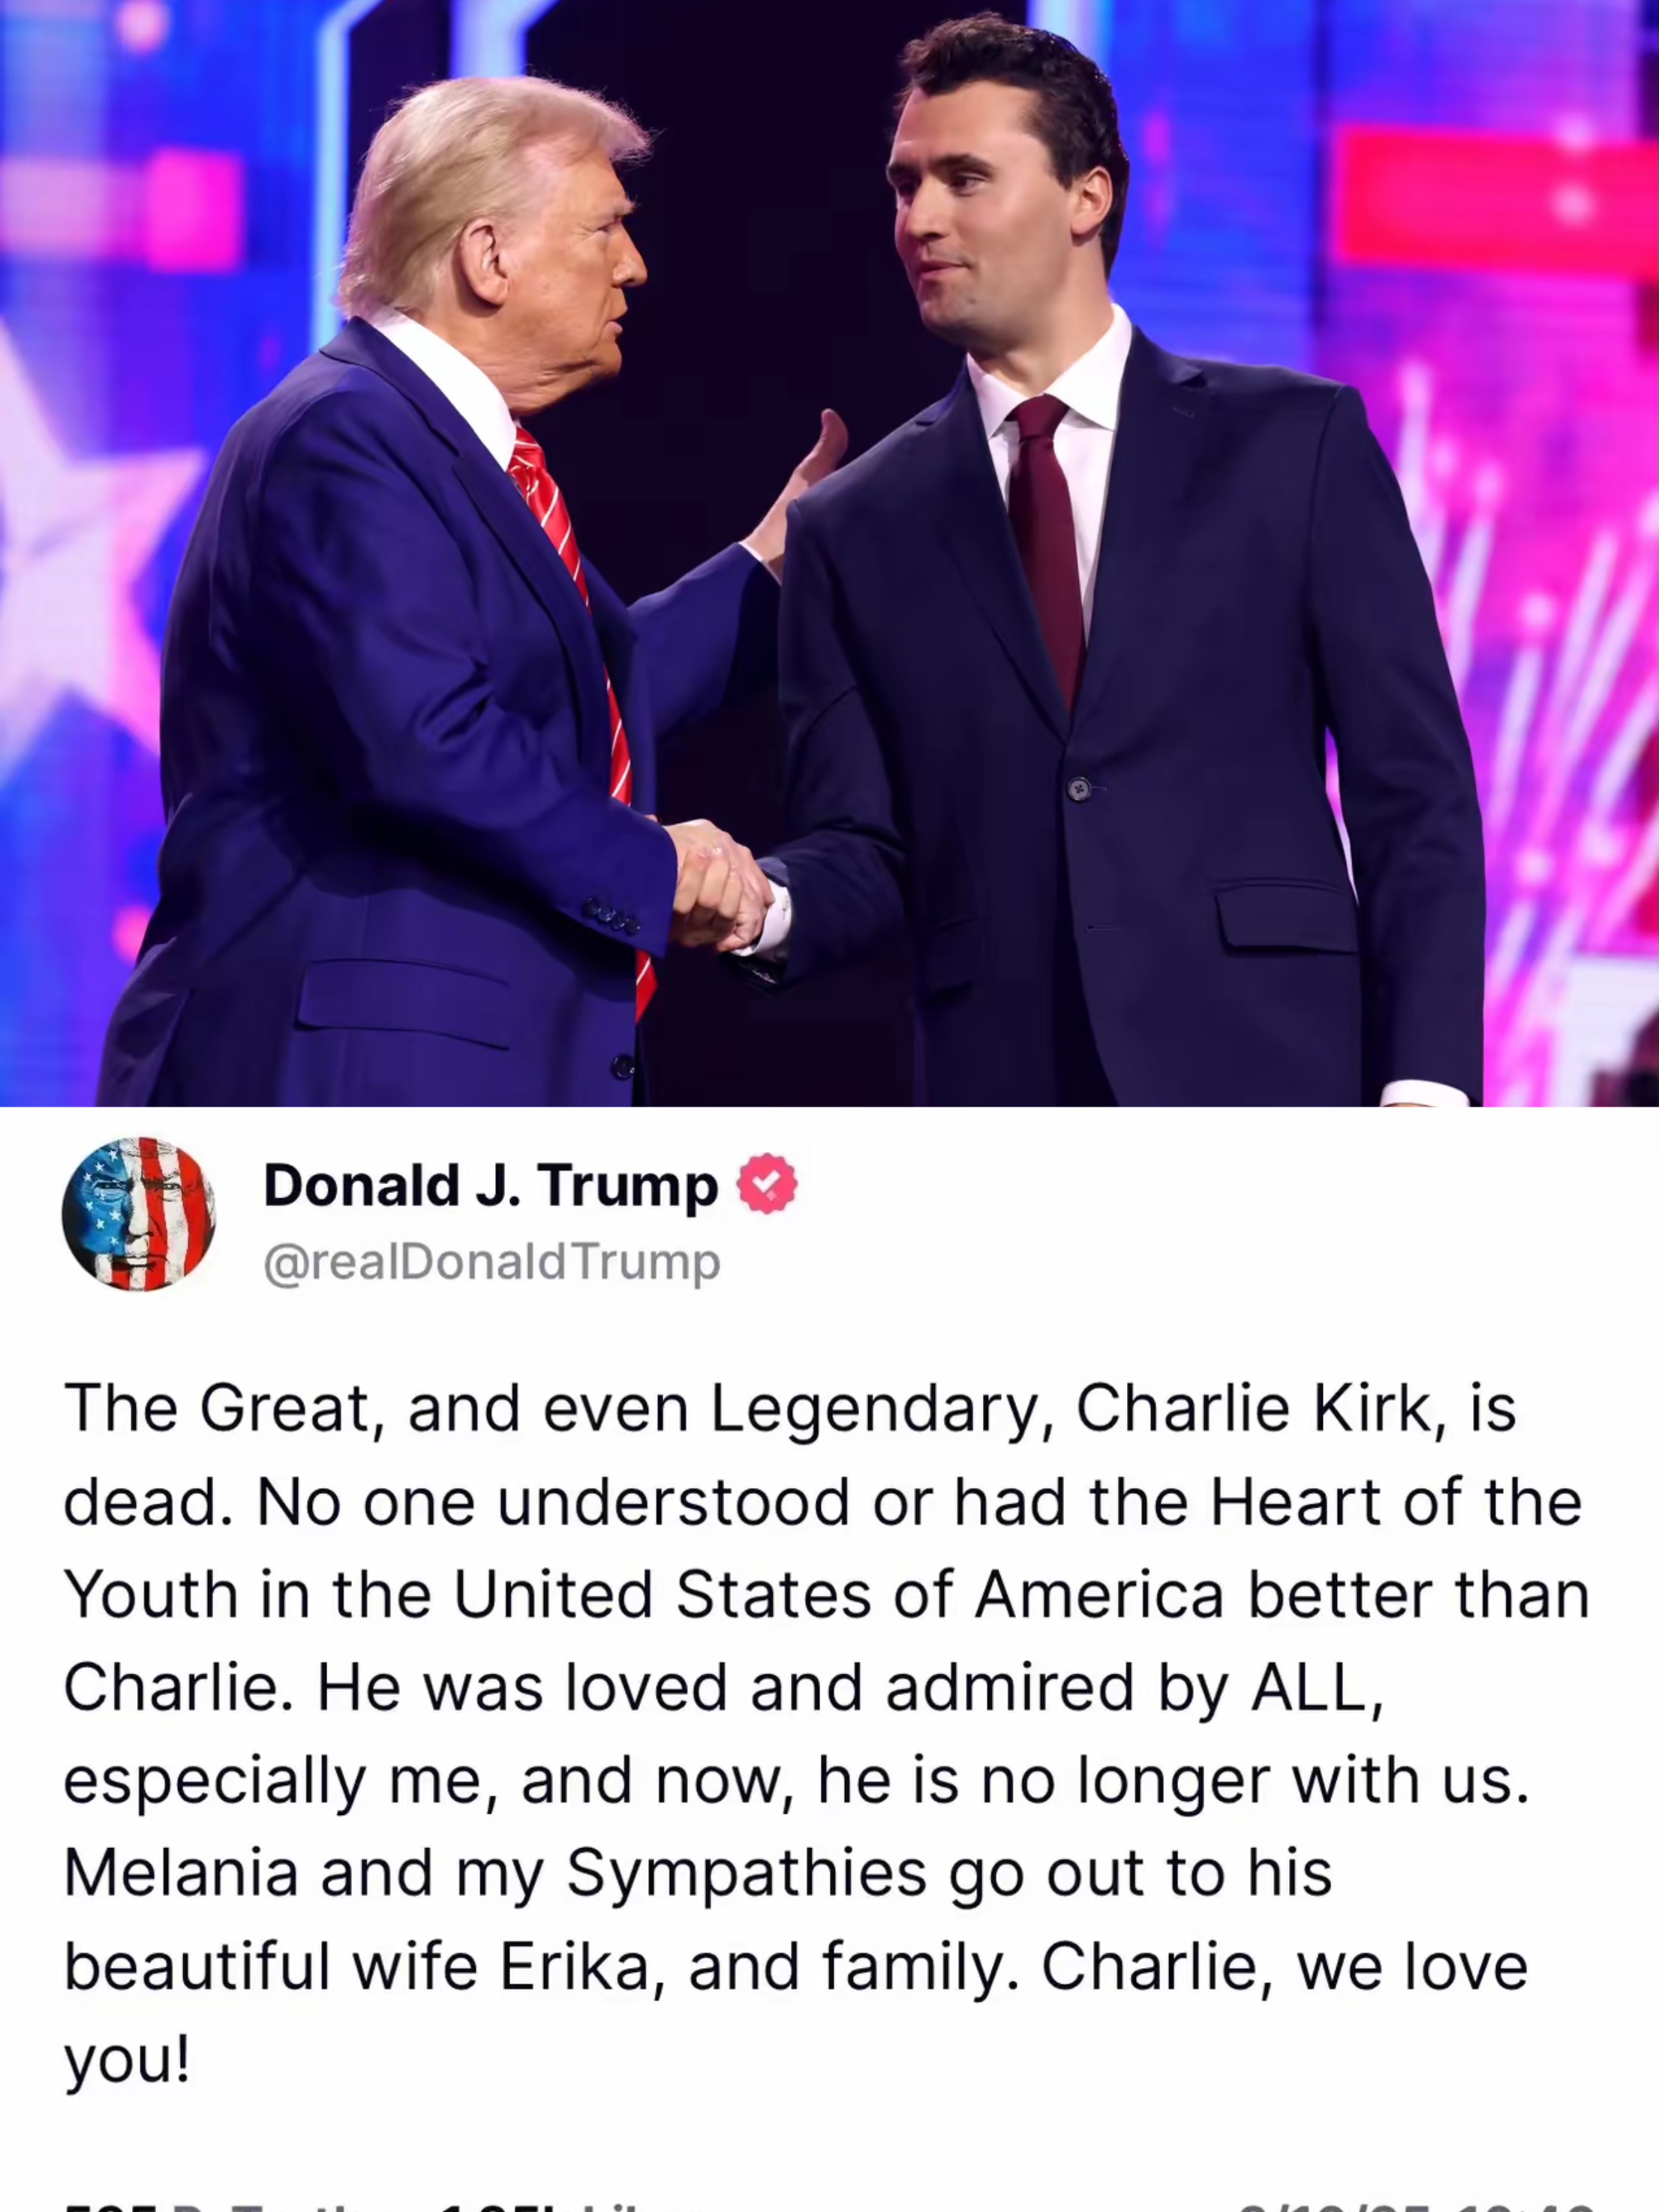 Donald J. Trump
@realDonaldTrump
The Great, and even Legendary, Charlie Kirk, is
dead. No one understood or had the Heart of the
Youth in the United States of America better than
Charlie. He was loved and admired by ALL,
especially me, and now, he is no longer with us.
Melania and my Sympathies go out to his
beautiful wife Erika, and family. Charlie, we love
you!